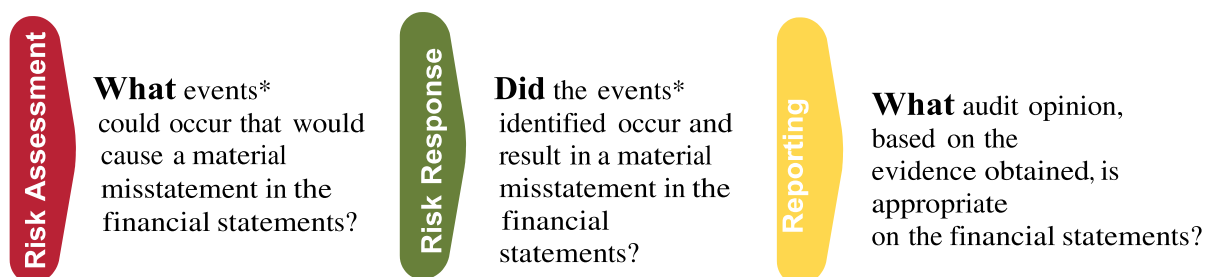 Risk Assessment
What events*
could occur that would
cause a material
misstatement in the
financial statements?
Risk Response
Did the events*
identified occur and
result in a material
misstatement in the
financial
statements?
Reporting
What audit opinion,
based on the
evidence obtained, is
appropriate
on the financial statements?